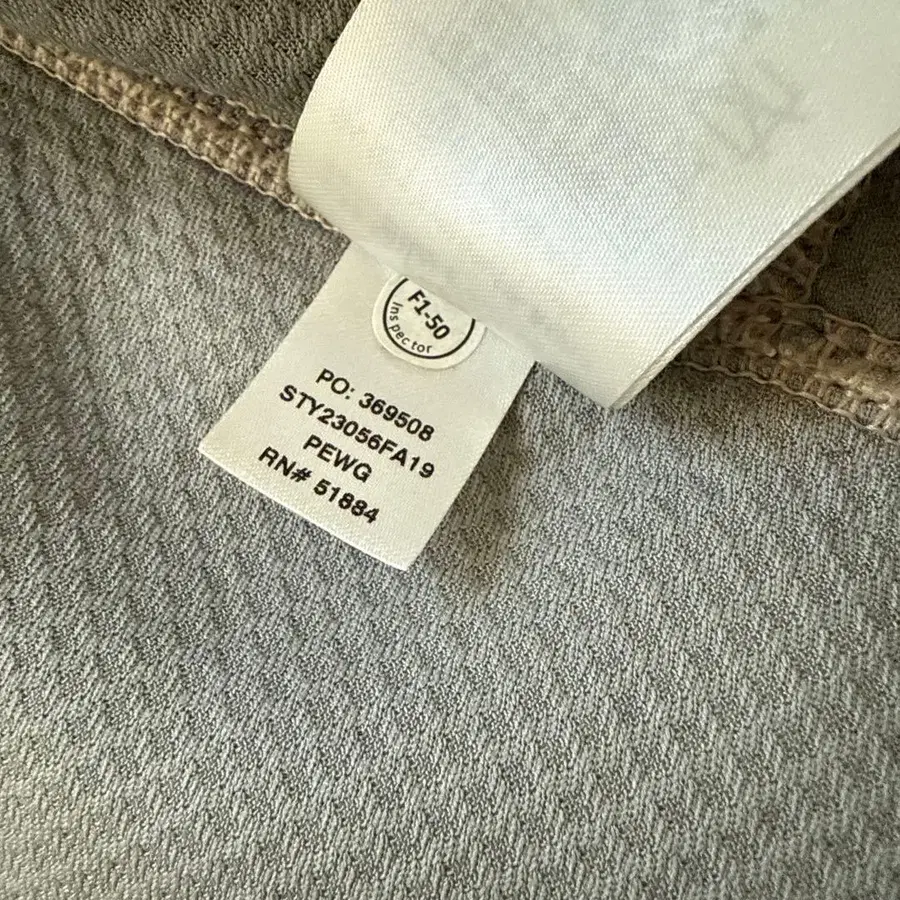 F1-50
Inspector
PO: 369508
STY23056FA19
PEWG
RN# 51884